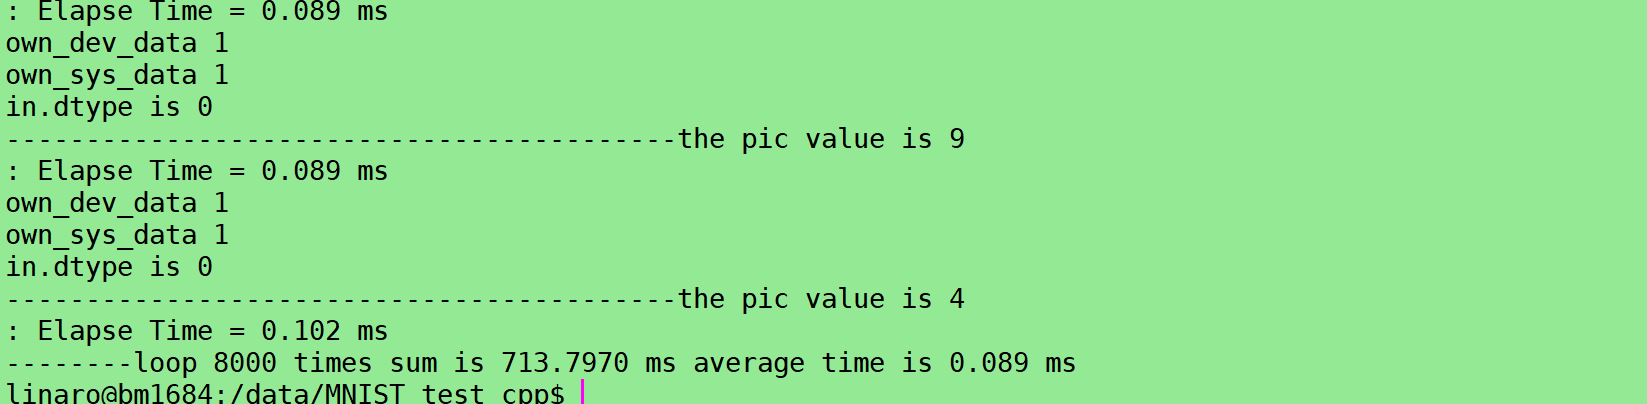 : Elapse Time = 0.089 ms
own_dev_data 1
own_sys_data 1
in.dtype is 0
------------------------------------------the pic value is 9
: Elapse Time = 0.089 ms
own_dev_data 1
own_sys_data 1
in.dtype is 0
------------------------------------------the pic value is 4
: Elapse Time = 0.102 ms
--------loop 8000 times sum is 713.7970 ms average time is 0.089 ms
linaro@bm1684:/data/MNIST_test_cpp$